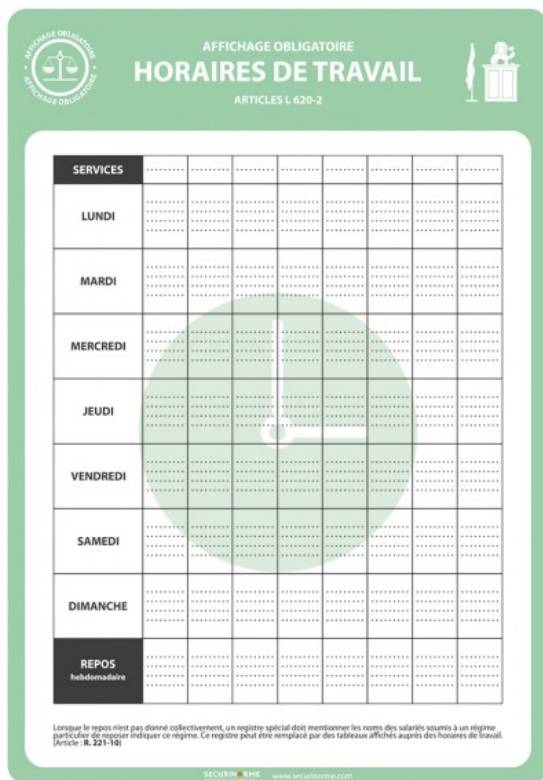 AFFICHAGE OBLIGATOIRE
AFFICHAGE OBLIGATOIRE
AFFICHAGE OBLIGATOIRE
HORAIRES DE TRAVAIL
ARTICLES L 620-2
SERVICES
LUNDI
MARDI
MERCREDI
JEUDI
VENDREDI
SAMEDI
DIMANCHE
REPOS
hebdomadaire
Lorsque le repos n'est pas donné collectivement, un registre spécial doit mentionner les noms des salariés soumis à un régime
particulier de reposer indiquer ce régime. Ce registre peut être remplacé par des tableaux affichés auprès des horaires de travail.
(Article : R. 221-10)
SECURINORME www.securinorme.com